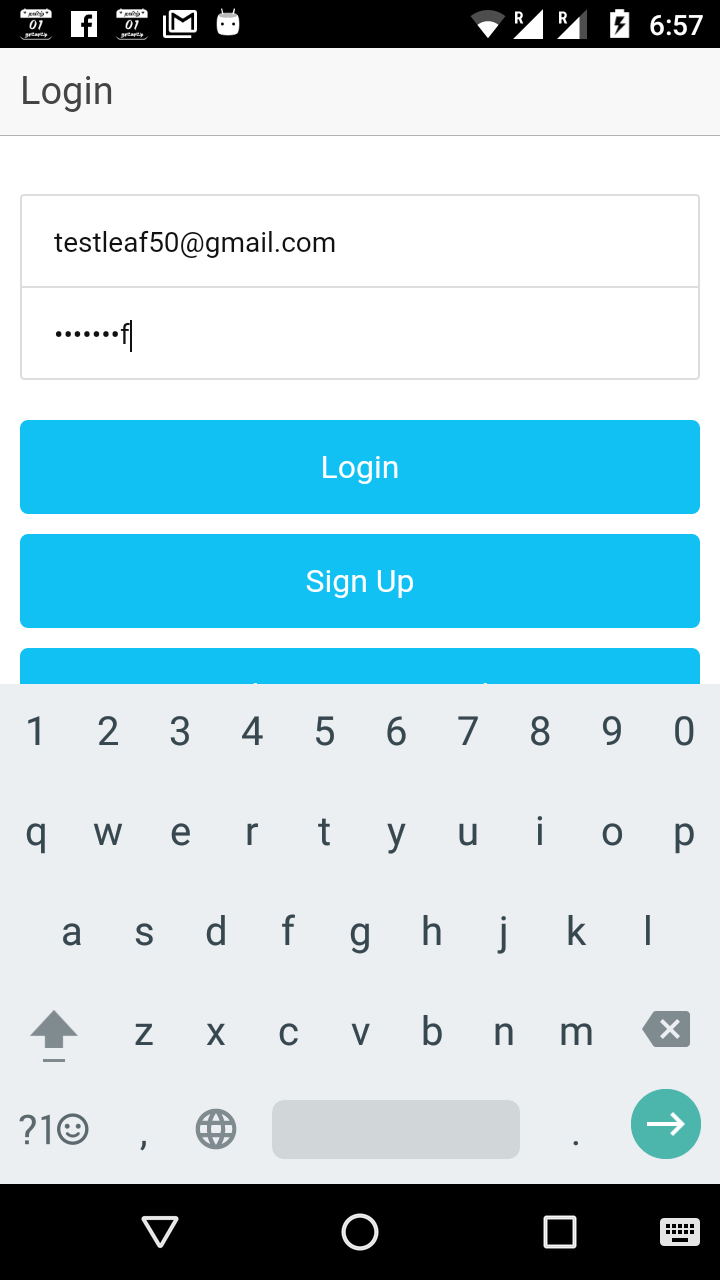 01
01
R
R
6:57
Login
testleaf50@gmail.com
•••••••f
Login
Sign Up
1 2 3 4 5 6 7 8 9 0
q w e r t y u i o p
a s d f g h j k l
z x c v b n m
?1 , .